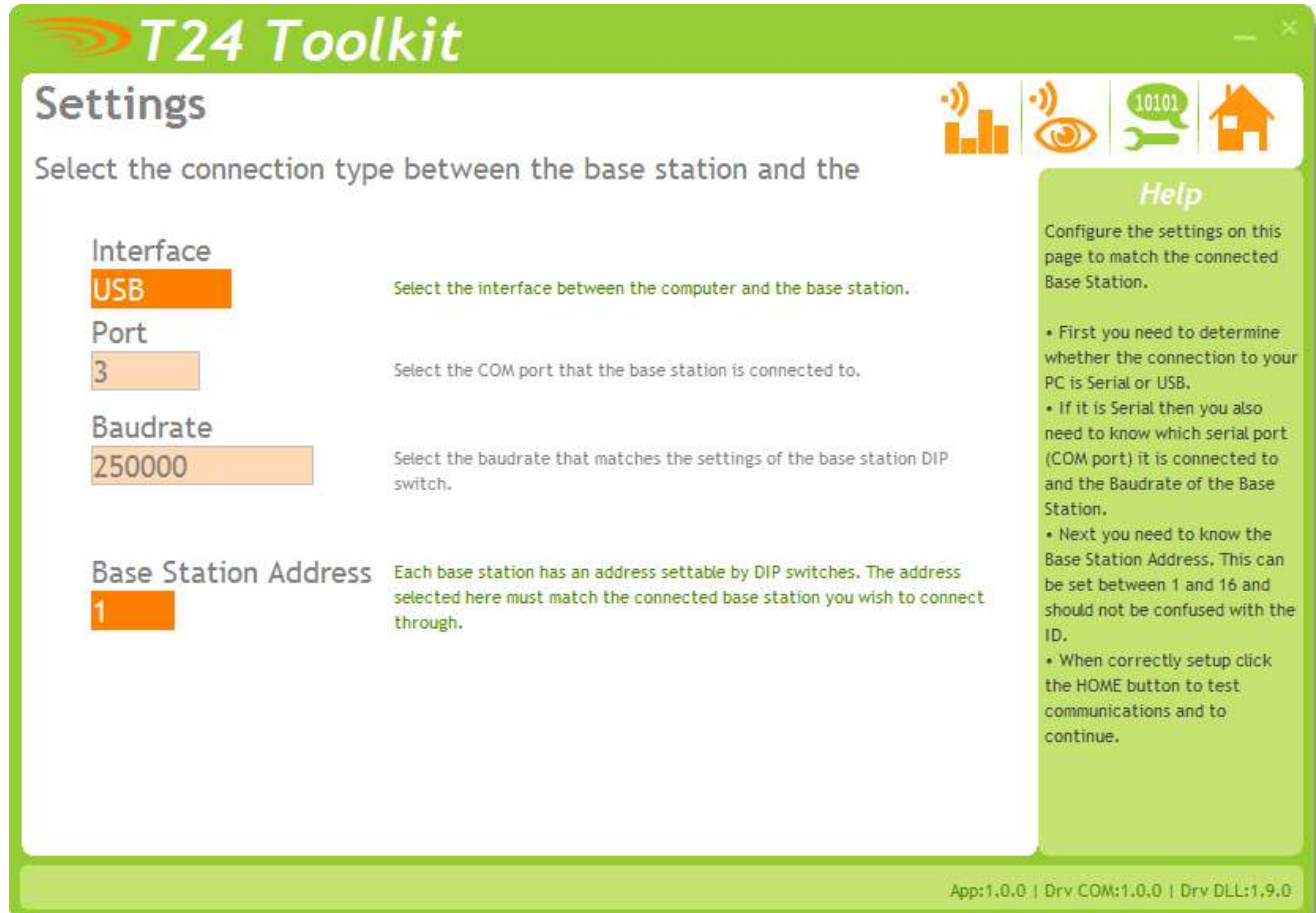 T24 Toolkit
Settings
10101
Select the connection type between the base station and the
Interface
USB
Select the interface between the computer and the base station.
Port
3
Select the COM port that the base station is connected to.
Baudrate
250000
Select the baudrate that matches the settings of the base station DIP
switch.
Base Station Address
1
Each base station has an address settable by DIP switches. The address
selected here must match the connected base station you wish to connect
through.
Help
Configure the settings on this
page to match the connected
Base Station.
• First you need to determine
whether the connection to your
PC is Serial or USB.
• If it is Serial then you also
need to know which serial port
(COM port) it is connected to
and the Baudrate of the Base
Station.
• Next you need to know the
Base Station Address. This can
be set between 1 and 16 and
should not be confused with the
ID.
• When correctly setup click
the HOME button to test
communications and to
continue.
App:1.0.0 | Drv COM:1.0.0 | Drv DLL:1.9.0